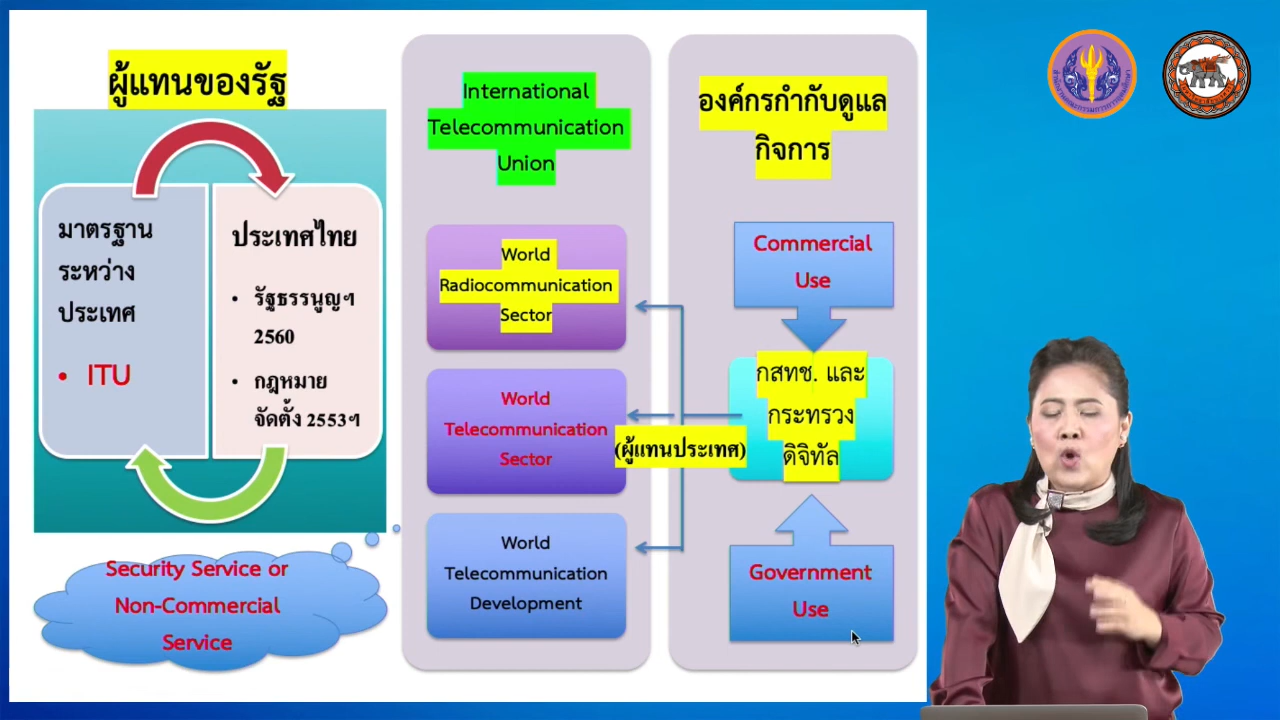 ผู้แทนของรัฐ
มาตรฐาน
ระหว่าง
ประเทศ
• ITU
ประเทศไทย
• รัฐธรรนูญฯ
2560
• กฎหมาย
จัดตั้ง 2553ฯ
Security Service or
Non-Commercial
Service
International
Telecommunication
Union
World
Radiocommunication
Sector
World
Telecommunication
Sector
World
Telecommunication
Development
(ผู้แทนประเทศ)
องค์กรกำกับดูแล
กิจการ
Commercial
Use
กสทช. และ
กระทรวง
ดิจิทัล
Government
Use